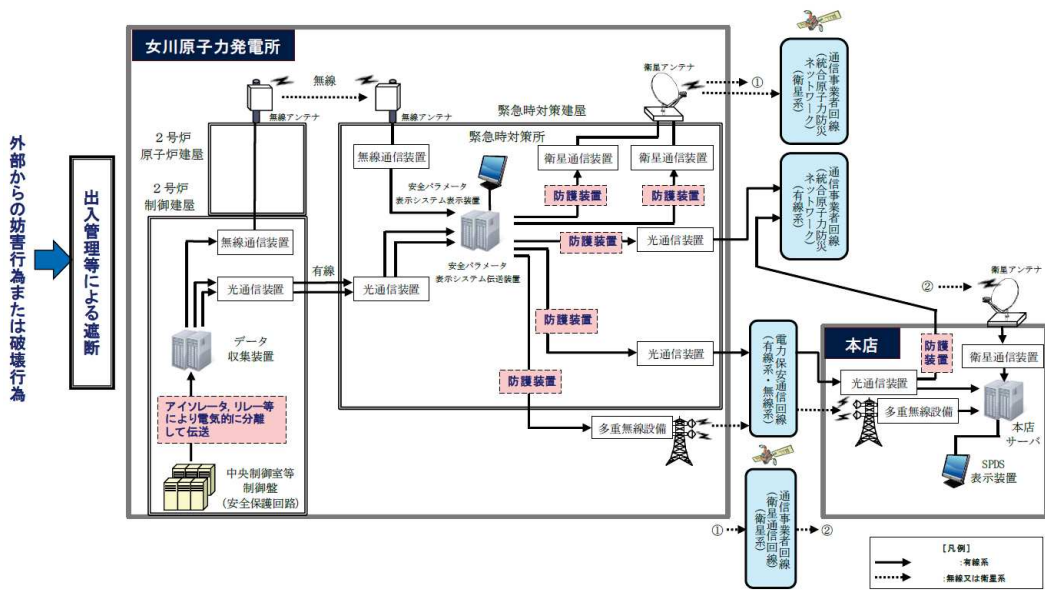 女川原子力発電所
外部からの妨害行為または破壊行為
出入管理等による遮断
無線
無線アンテナ
無線アンテナ
衛星アンテナ
①
2号炉
原子炉建屋
2号炉
制御建屋
緊急時対策建屋
緊急時対策所
無線通信装置
衛星通信装置
衛星通信装置
安全パラメータ
表示システム表示装置
防護装置
防護装置
無線通信装置
防護装置
光通信装置
有線
光通信装置
光通信装置
安全パラメータ
表示システム伝送装置
データ
収集装置
防護装置
光通信装置
防護装置
アイソレータ,リレー等
により電気的に分離
して伝送
多重無線設備
中央制御室等
制御盤
(安全保護回路)
通信事業者回線
(統合原子力防災
ネットワーク)
(衛星系)
通信事業者回線
(統合原子力防災
ネットワーク)
(有線系)
電力保安通信回線
(有線系・無線系)
①
通信事業者回線
(衛星通信回線)
(衛星系)
②
②
衛星アンテナ
本店
防護
装置
衛星通信装置
光通信装置
多重無線設備
本店
サーバ
SPDS
表示装置
[凡例]
:有線系
:無線又は衛星系